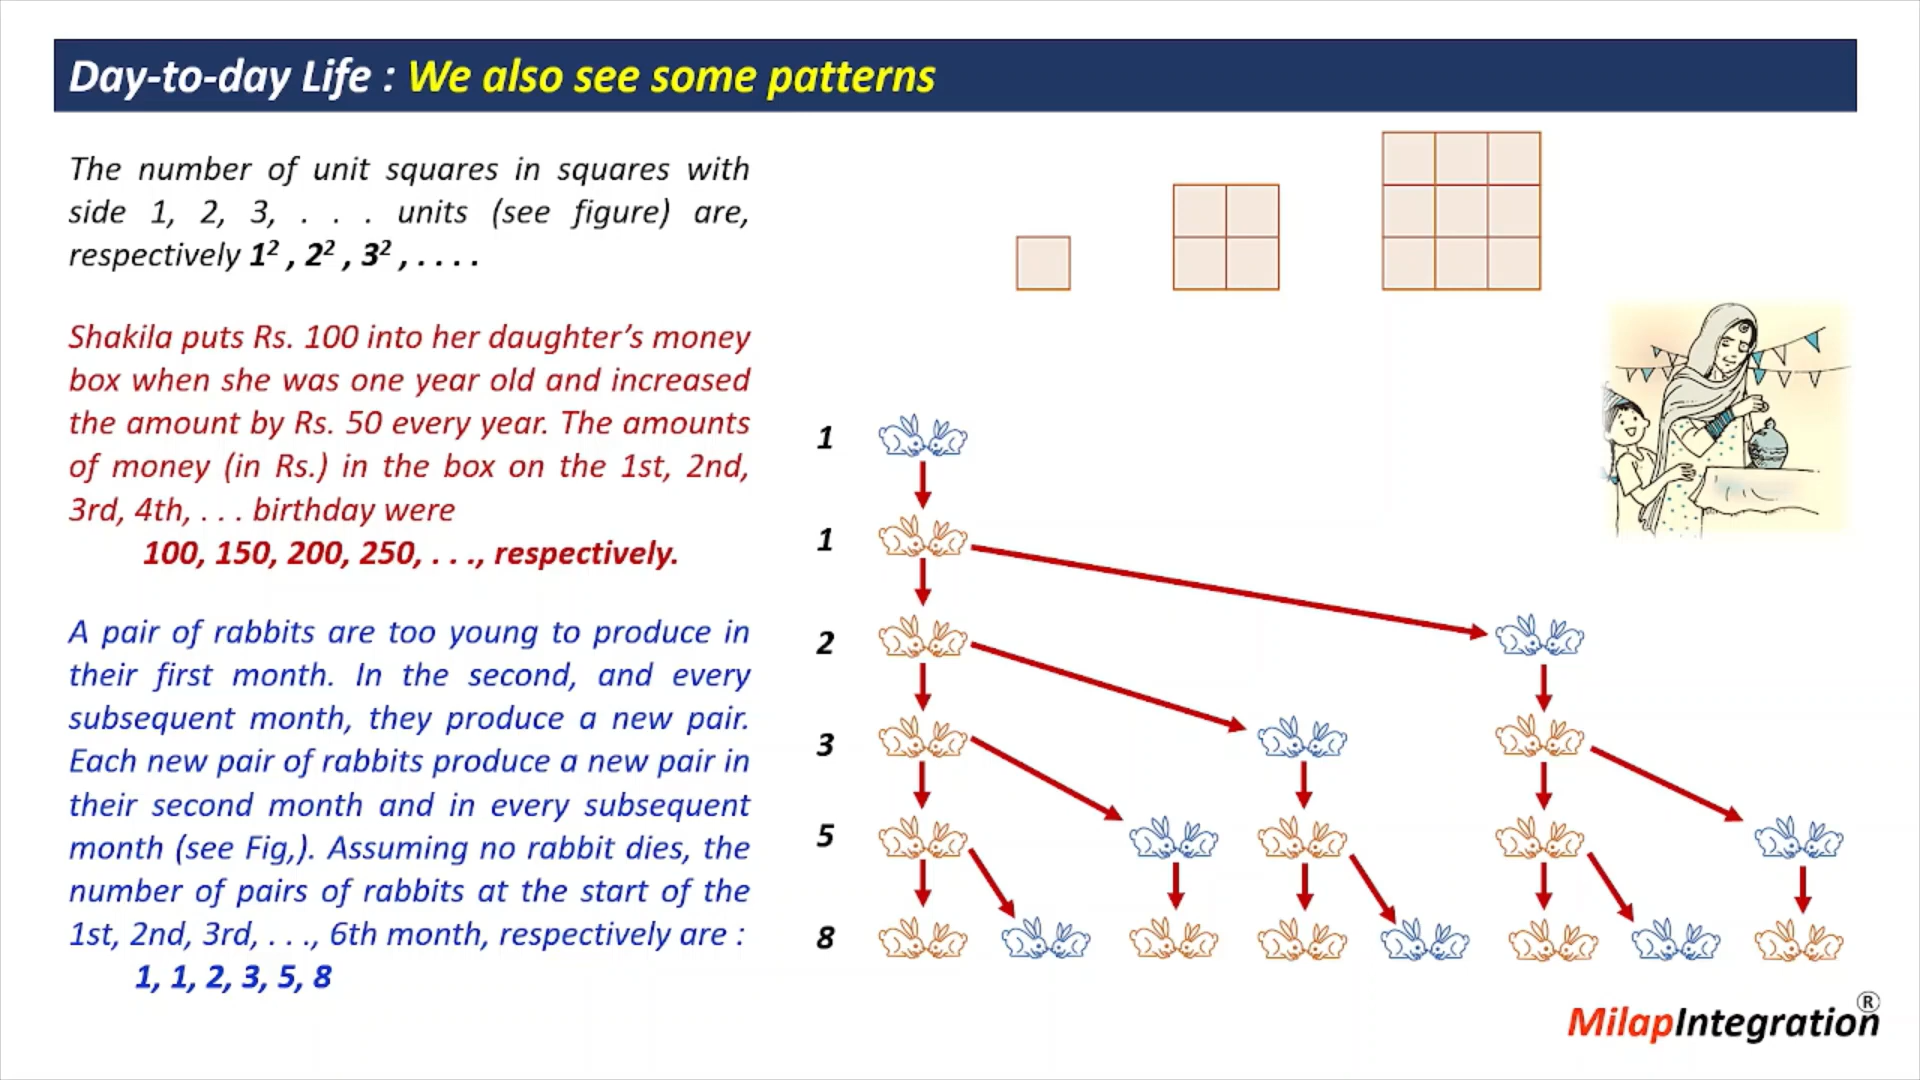 Day-to-day Life : We also see some patterns
The number of unit squares in squares with
side 1, 2, 3, . . . units (see figure) are,
respectively 1² , 2² , 3² , . . . .
Shakila puts Rs. 100 into her daughter’s money
box when she was one year old and increased
the amount by Rs. 50 every year. The amounts
of money (in Rs.) in the box on the 1st, 2nd,
3rd, 4th, . . . birthday were
100, 150, 200, 250, . . ., respectively.
A pair of rabbits are too young to produce in
their first month. In the second, and every
subsequent month, they produce a new pair.
Each new pair of rabbits produce a new pair in
their second month and in every subsequent
month (see Fig,). Assuming no rabbit dies, the
number of pairs of rabbits at the start of the
1st, 2nd, 3rd, . . ., 6th month, respectively are :
1, 1, 2, 3, 5, 8
1
1
2
3
5
8
MilapIntegration®